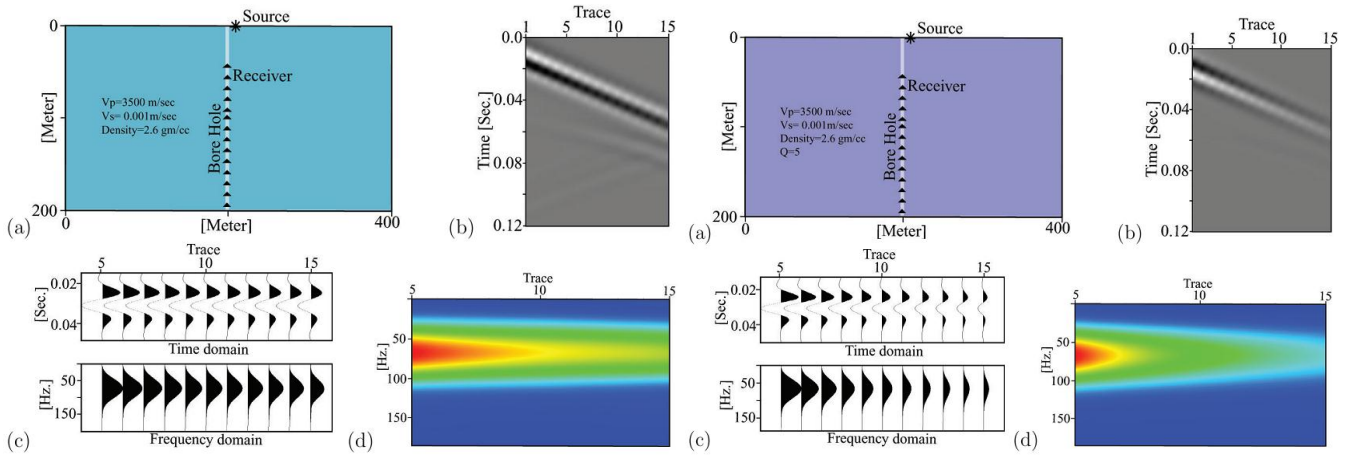 Source
0
Receiver
[Meter]
Vp=3500 m/sec
Vs= 0.001m/sec
Density=2.6 gm/cc
Bore Hole
200
0
400
[Meter]
(a)
Trace
1 5 10 15
0.0
0.04
0.08
0.12
Time [Sec.]
(b)
Trace
5 10 15
0.02
0.04
[Sec.]
Time domain
50
150
[Hz.]
Frequency domain
(c)
Trace
5 10 15
50
100
150
[Hz.]
(d)
Source
0
Receiver
[Meter]
Vp=3500 m/sec
Vs= 0.001m/sec
Density=2.6 gm/cc
Q=5
Bore Hole
200
0
400
[Meter]
(a)
Trace
1 5 10 15
0.0
0.04
0.08
0.12
Time [Sec.]
(b)
Trace
5 10 15
0.02
0.04
[Sec.]
Time domain
50
150
[Hz.]
Frequency domain
(c)
Trace
5 10 15
50
100
150
[Hz.]
(d)